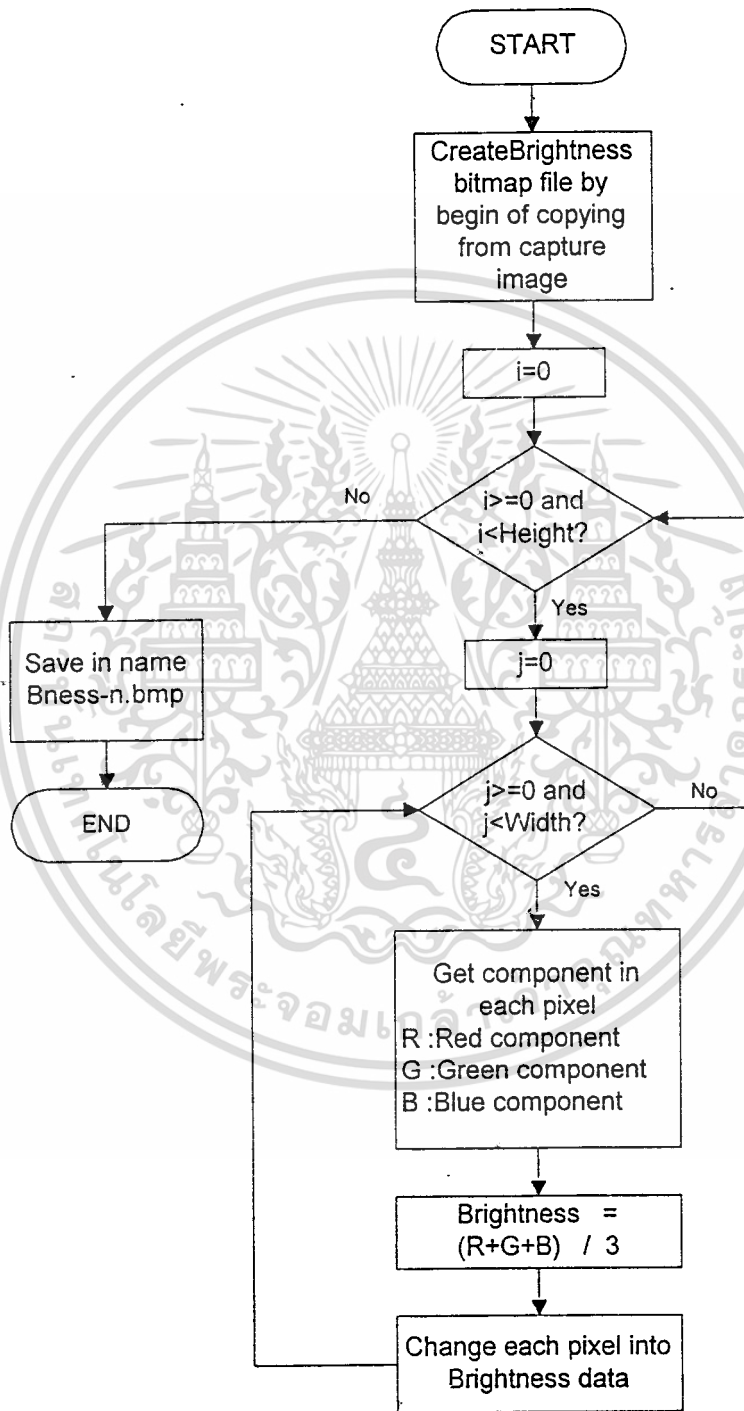 START
CreateBrightness
bitmap file by
begin of copying
from capture
image
i=0
i>=0 and
i<Height?
No
Yes
Save in name
Bness-n.bmp
END
j=0
j>=0 and
j<Width?
No
Yes
Get component in
each pixel
R :Red component
G :Green component
B :Blue component
Brightness =
(R+G+B) / 3
Change each pixel into
Brightness data